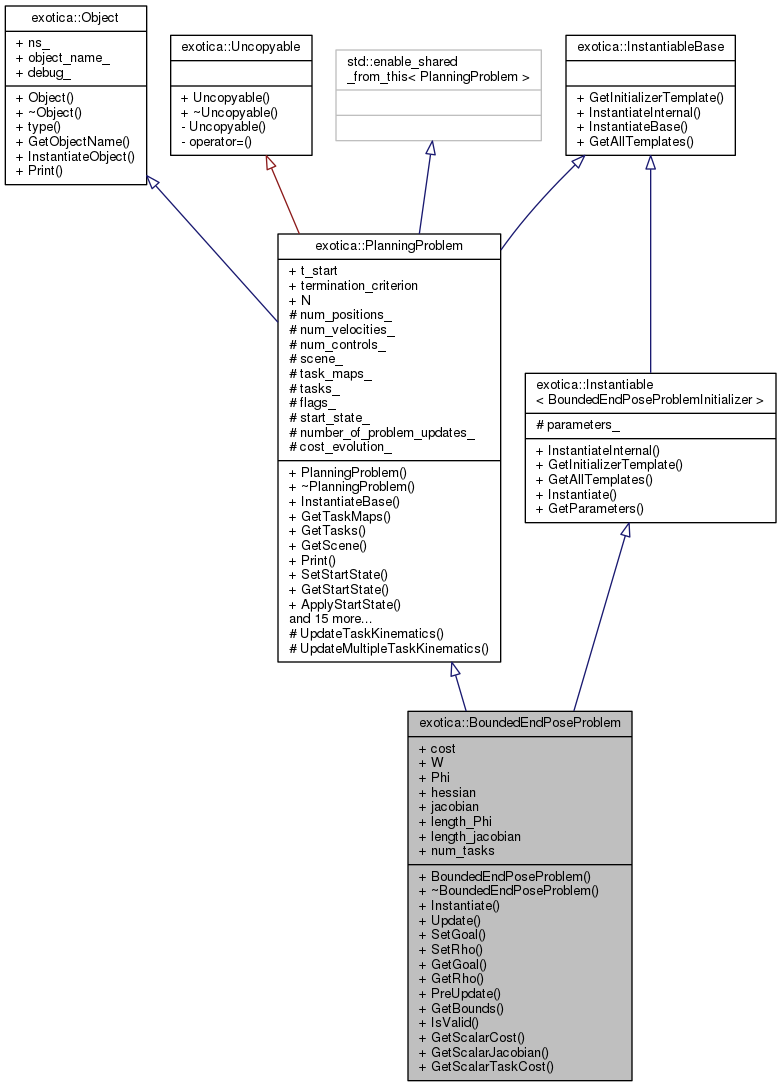 exotica::Object
+ ns_
+ object_name_
+ debug_
+ Object()
+ ~Object()
+ type()
+ GetObjectName()
+ InstantiateObject()
+ Print()
exotica::Uncopyable
+ Uncopyable()
+ ~Uncopyable()
- Uncopyable()
- operator=()
std::enable_shared
_from_this< PlanningProblem >
exotica::InstantiableBase
+ GetInitializerTemplate()
+ InstantiateInternal()
+ InstantiateBase()
+ GetAllTemplates()
exotica::PlanningProblem
+ t_start
+ termination_criterion
+ N
# num_positions_
# num_velocities_
# num_controls_
# scene_
# task_maps_
# tasks_
# flags_
# start_state_
# number_of_problem_updates_
# cost_evolution_
+ PlanningProblem()
+ ~PlanningProblem()
+ InstantiateBase()
+ GetTaskMaps()
+ GetTasks()
+ GetScene()
+ Print()
+ SetStartState()
+ GetStartState()
+ ApplyStartState()
and 15 more...
# UpdateTaskKinematics()
# UpdateMultipleTaskKinematics()
exotica::Instantiable
< BoundedEndPoseProblemInitializer >
# parameters_
+ InstantiateInternal()
+ GetInitializerTemplate()
+ GetAllTemplates()
+ Instantiate()
+ GetParameters()
exotica::BoundedEndPoseProblem
+ cost
+ W
+ Phi
+ hessian
+ jacobian
+ length_Phi
+ length_jacobian
+ num_tasks
+ BoundedEndPoseProblem()
+ ~BoundedEndPoseProblem()
+ Instantiate()
+ Update()
+ SetGoal()
+ SetRho()
+ GetGoal()
+ GetRho()
+ PreUpdate()
+ GetBounds()
+ IsValid()
+ GetScalarCost()
+ GetScalarJacobian()
+ GetScalarTaskCost()